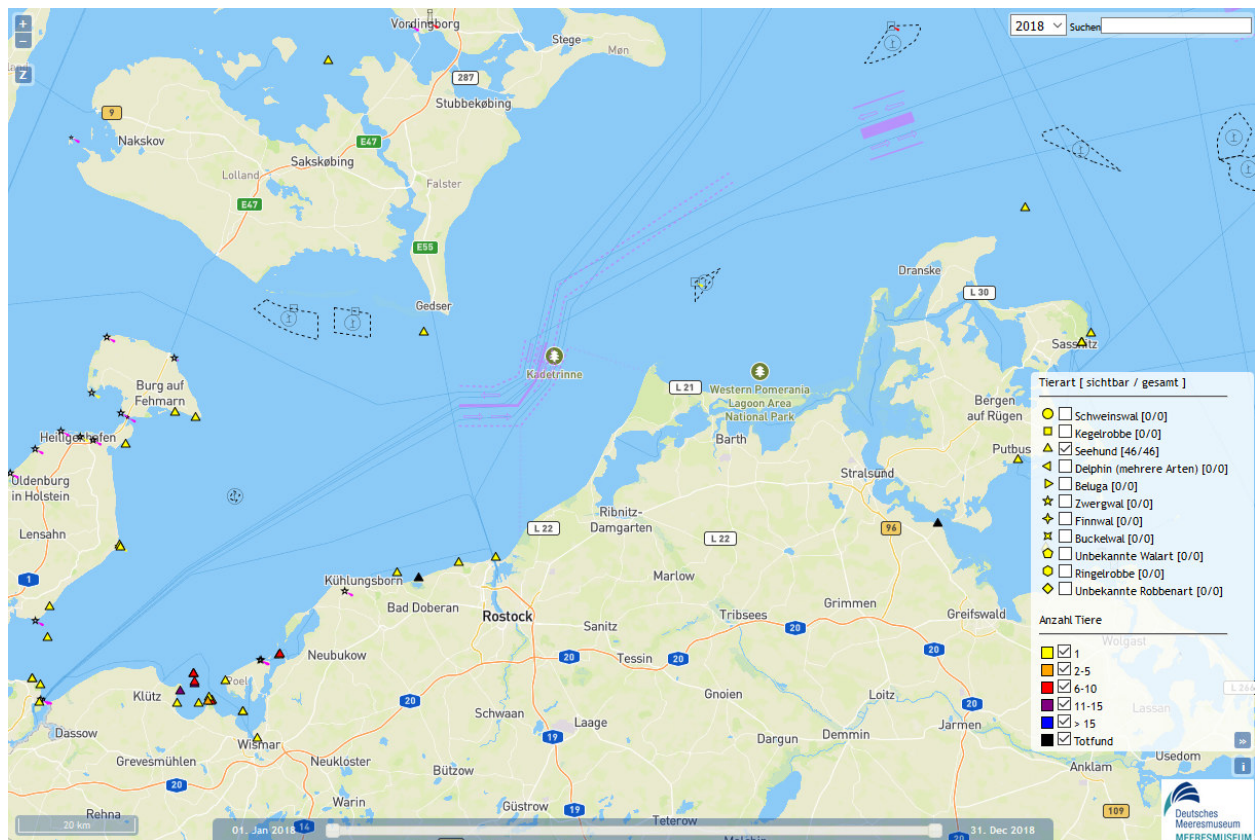 Vordingborg
Stege
Møn
2018
Suchen
+
−
Z
287
Stubbekøbing
9
Nakskov
E47
Sakskøbing
Lolland
Falster
E47
E55
Gedser
Dranske
L 30
Sassnitz
Kadetrinne
L 21
Western Pomerania
Lagoon Area
National Park
Burg auf
Fehmarn
Heiligenhafen
Oldenburg
in Holstein
Lensahn
1
Barth
Bergen
auf Rügen
Putbus
Stralsund
Ribnitz-
Damgarten
L 22
L 22
96
Tierart [ sichtbar / gesamt ]
Schweinswal [0/0]
Kegelrobbe [0/0]
Seehund [46/46]
Delphin (mehrere Arten) [0/0]
Beluga [0/0]
Zwergwal [0/0]
Finnwal [0/0]
Buckelwal [0/0]
Unbekannte Walart [0/0]
Ringelrobbe [0/0]
Unbekannte Robbenart [0/0]
Anzahl Tiere
1
2-5
6-10
11-15
> 15
Totfund
Kühlungsborn
Bad Doberan
Rostock
Marlow
Sanitz
Tribsees
Grimmen
Greifswald
Wolgast
20
20
Neubukow
Tessin
20
20
Poel
Klütz
Gnoien
Loitz
L 266
Lassan
20
20
Dassow
Wismar
Schwaan
Laage
19
Jarmen
Grevesmühlen
Neukloster
Dargun
Demmin
Usedom
Anklam
20
Bützow
Warin
Güstrow
19
109
Rehna
14
Teterow
20 km
01. Jan 2018
31. Dec 2018
»
i
Deutsches
Meeresmuseum
MEERESMUSEUM